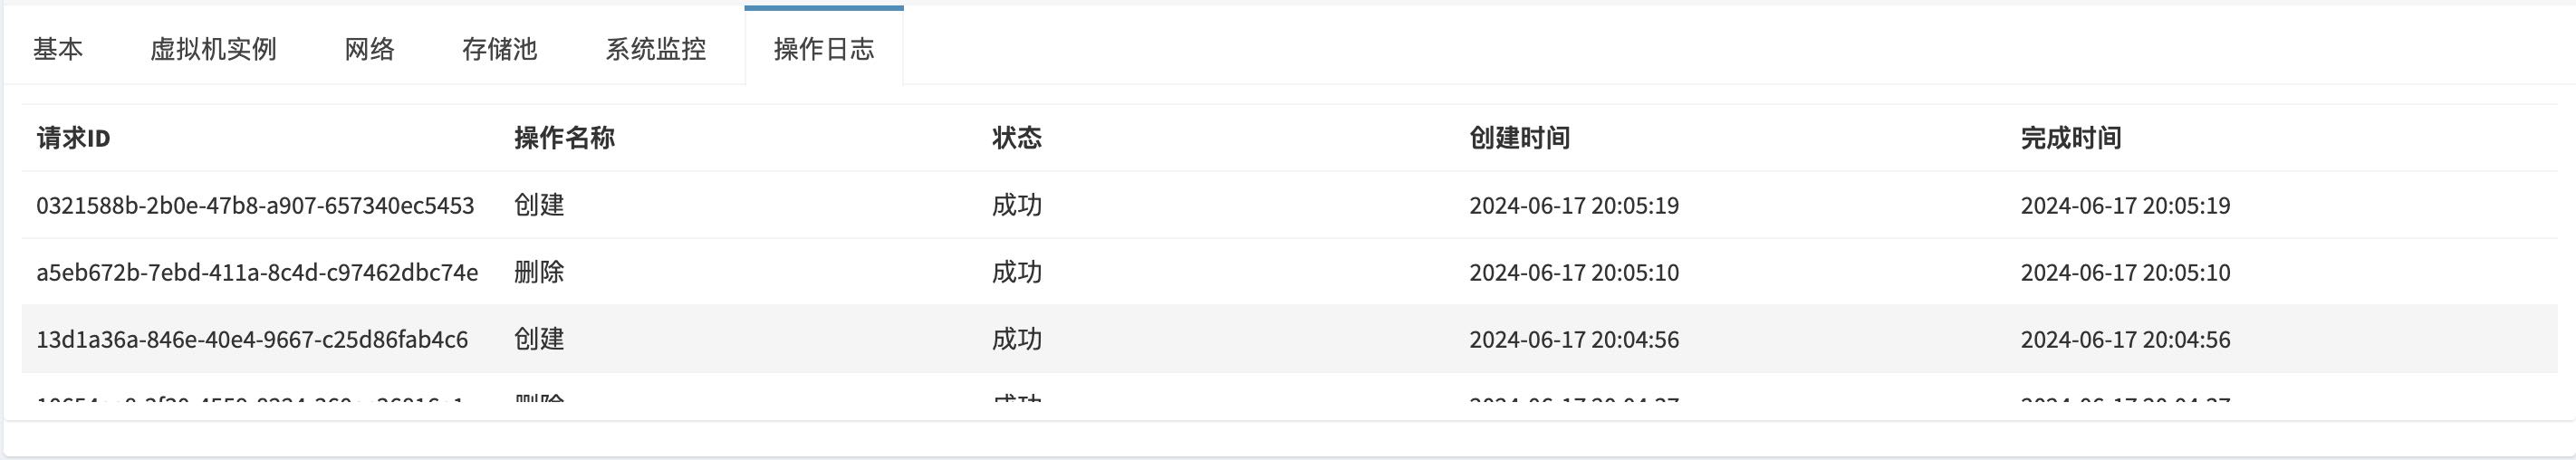 基本 虚拟机实例 网络 存储池 系统监控 操作日志
请求ID 操作名称 状态 创建时间 完成时间
0321588b-2b0e-47b8-a907-657340ec5453 创建 成功 2024-06-17 20:05:19 2024-06-17 20:05:19
a5eb672b-7ebd-411a-8c4d-c97462dbc74e 删除 成功 2024-06-17 20:05:10 2024-06-17 20:05:10
13d1a36a-846e-40e4-9667-c25d86fab4c6 创建 成功 2024-06-17 20:04:56 2024-06-17 20:04:56
删除 成功